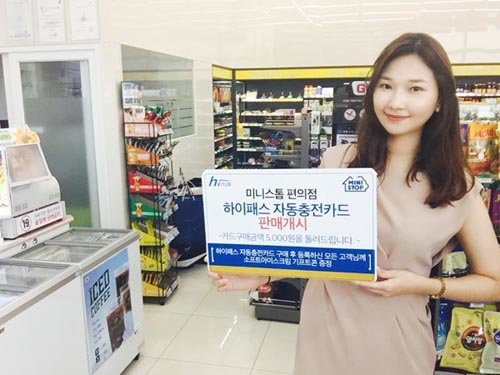 hi PLUS
MINI
STOP
미니스톱 편의점
하이패스 자동충전카드
판매개시
-카드구매금액 5,000원을 돌려드립니다.-
[ 하이패스 자동충전카드 구매 후 등록하신 모든 고객님께
소프트아이스크림 기프트콘 증정 ]
ICED
COFFEE